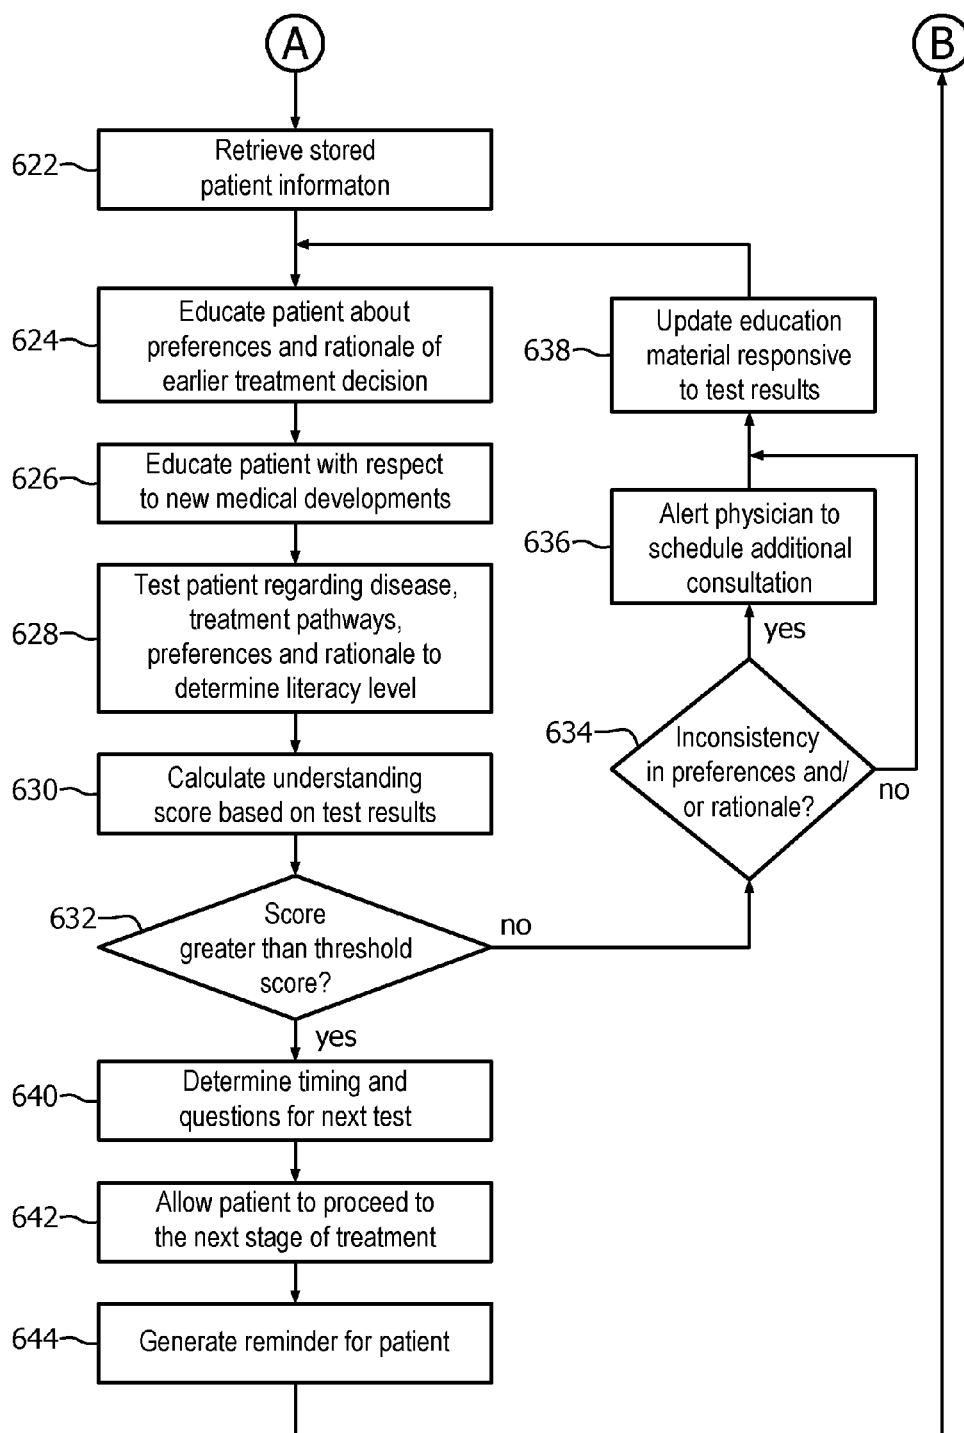 A
B
622
Retrieve stored
patient informaton
624
Educate patient about
preferences and rationale of
earlier treatment decision
638
Update education
material responsive
to test results
626
Educate patient with respect
to new medical developments
636
Alert physician to
schedule additional
consultation
yes
628
Test patient regarding disease,
treatment pathways,
preferences and rationale to
determine literacy level
634
Inconsistency
in preferences and/
or rationale?
no
630
Calculate understanding
score based on test results
632
Score
greater than threshold
score?
no
yes
640
Determine timing and
questions for next test
642
Allow patient to proceed to
the next stage of treatment
644
Generate reminder for patient